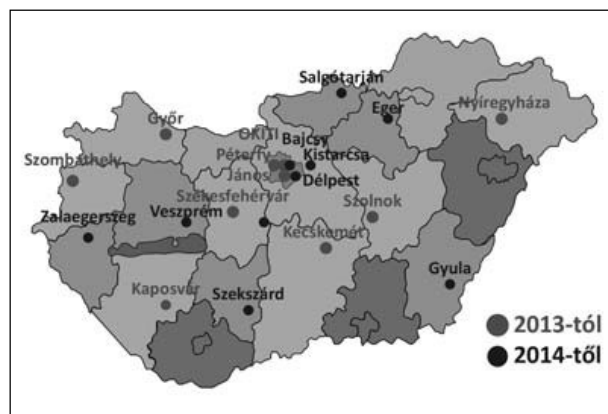 Salgótarján
Eger
Nyíregyháza
Győr
OKITI
Bajcsy
Péterfy
Kistarcsa
Szombathely
János
Délpest
Székesfehérvár
Szolnok
Zalaegerszeg
Veszprém
Kecskemét
Gyula
Kaposvár
Szekszárd
2013-tól
2014-től